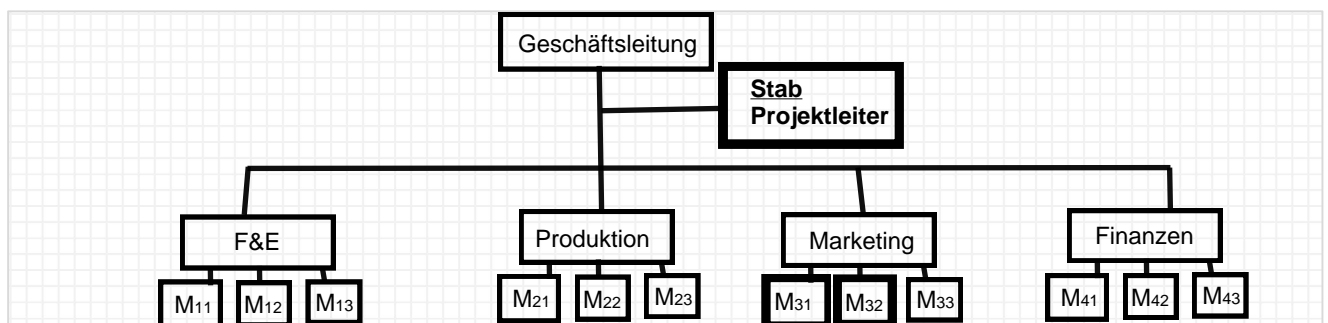 Geschäftsleitung
Stab
Projektleiter
F&E
Produktion
Marketing
Finanzen
M11 M12 M13
M21 M22 M23
M31 M32 M33
M41 M42 M43